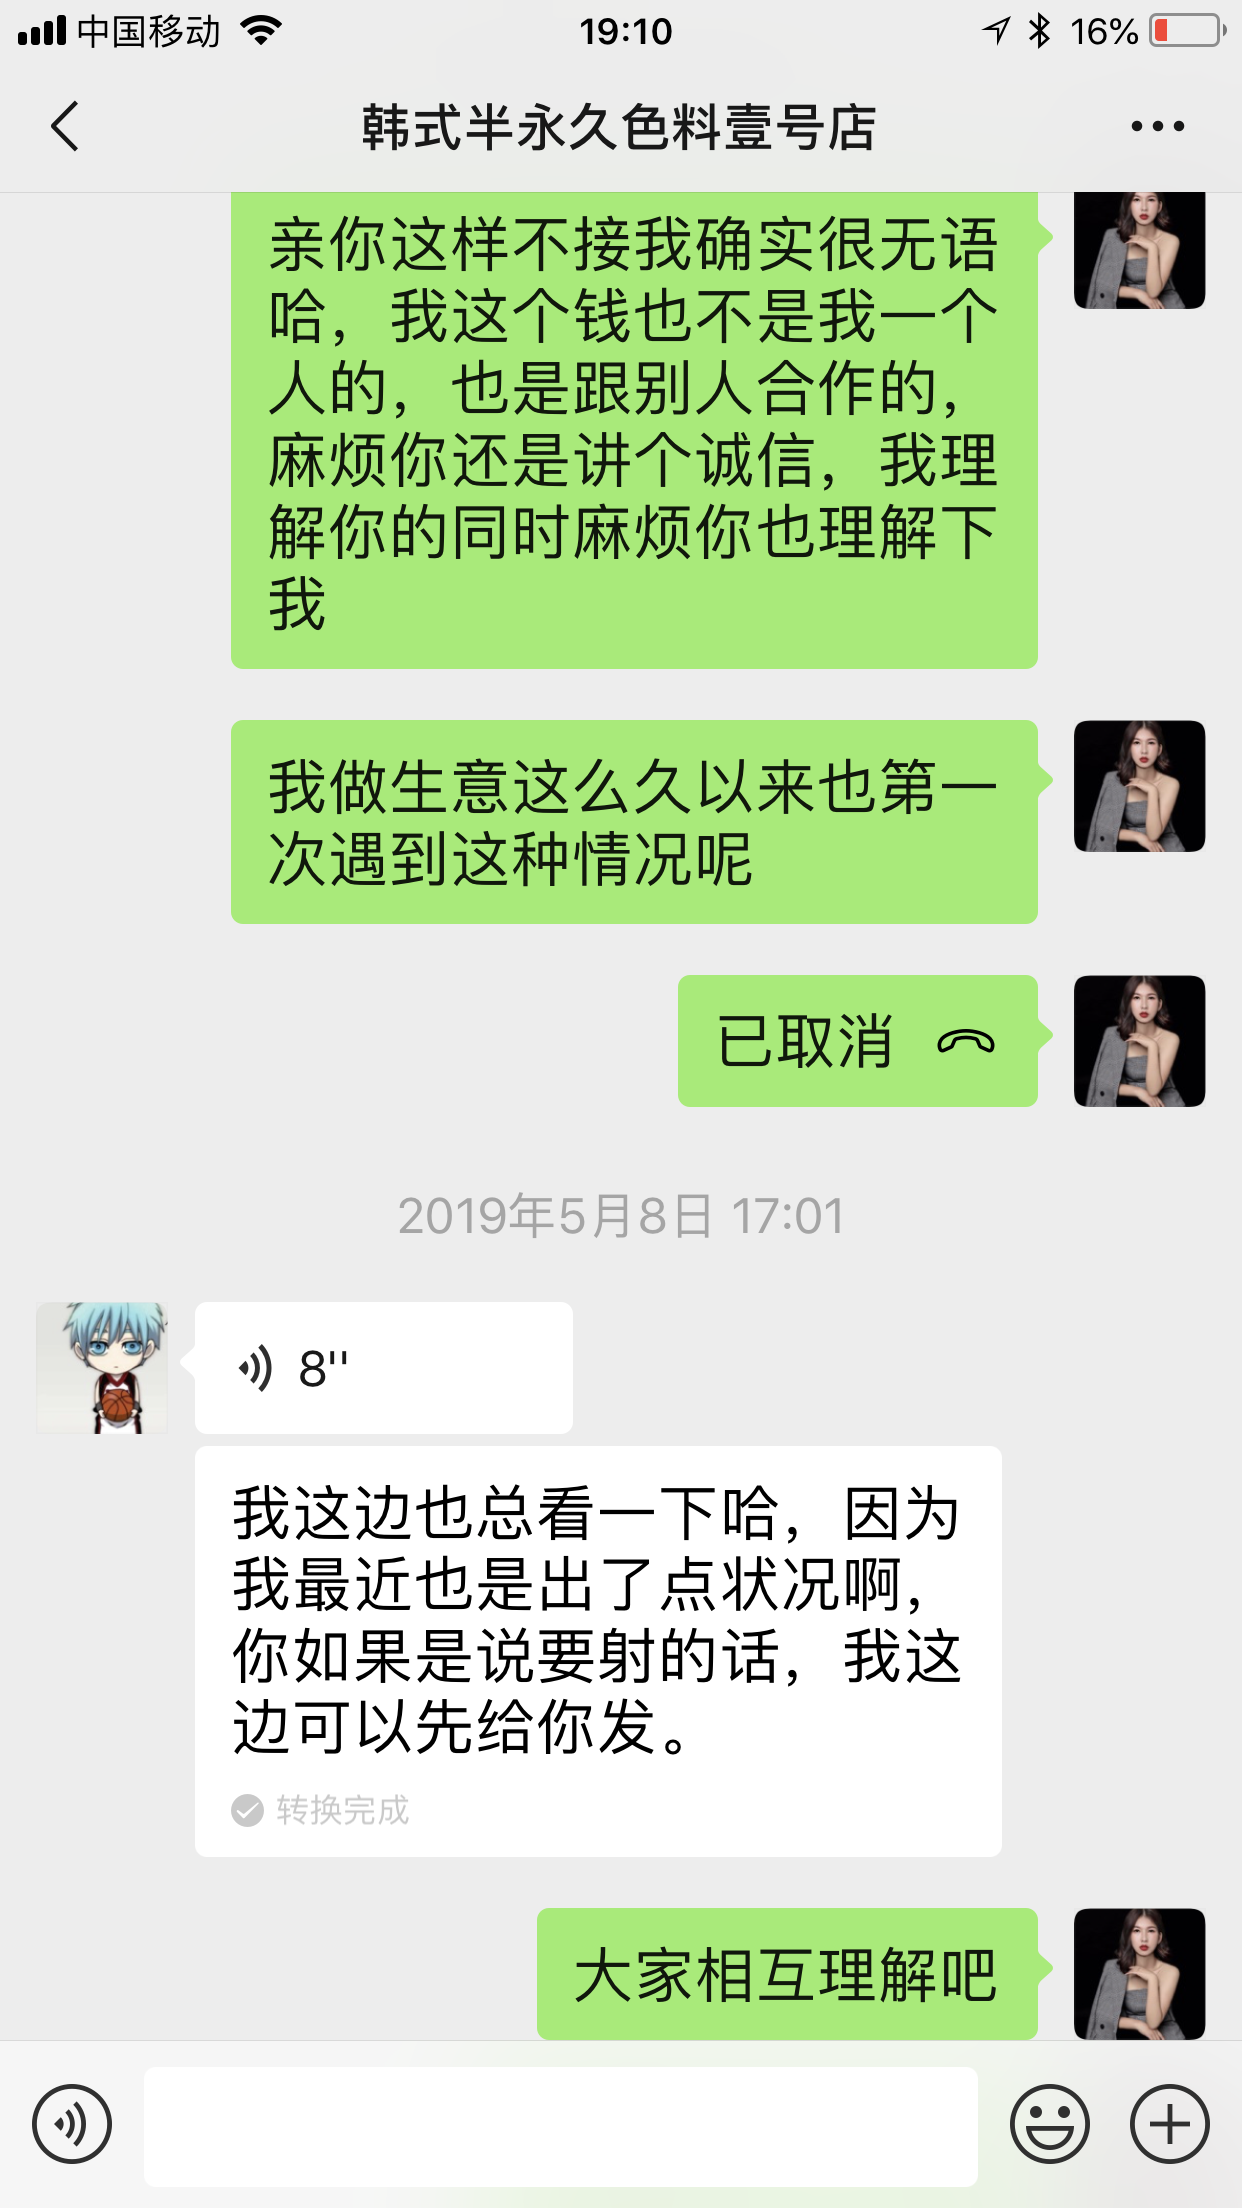 中国移动
19:10
16%
韩式半永久色料壹号店
亲你这样不接我确实很无语
哈，我这个钱也不是我一个
人的，也是跟别人合作的，
麻烦你还是讲个诚信，我理
解你的同时麻烦你也理解下
我
我做生意这么久以来也第一
次遇到这种情况呢
已取消
2019年5月8日 17:01
8''
我这边也总看一下哈，因为
我最近也是出了点状况啊，
你如果是说要射的话，我这
边可以先给你发。
转换完成
大家相互理解吧